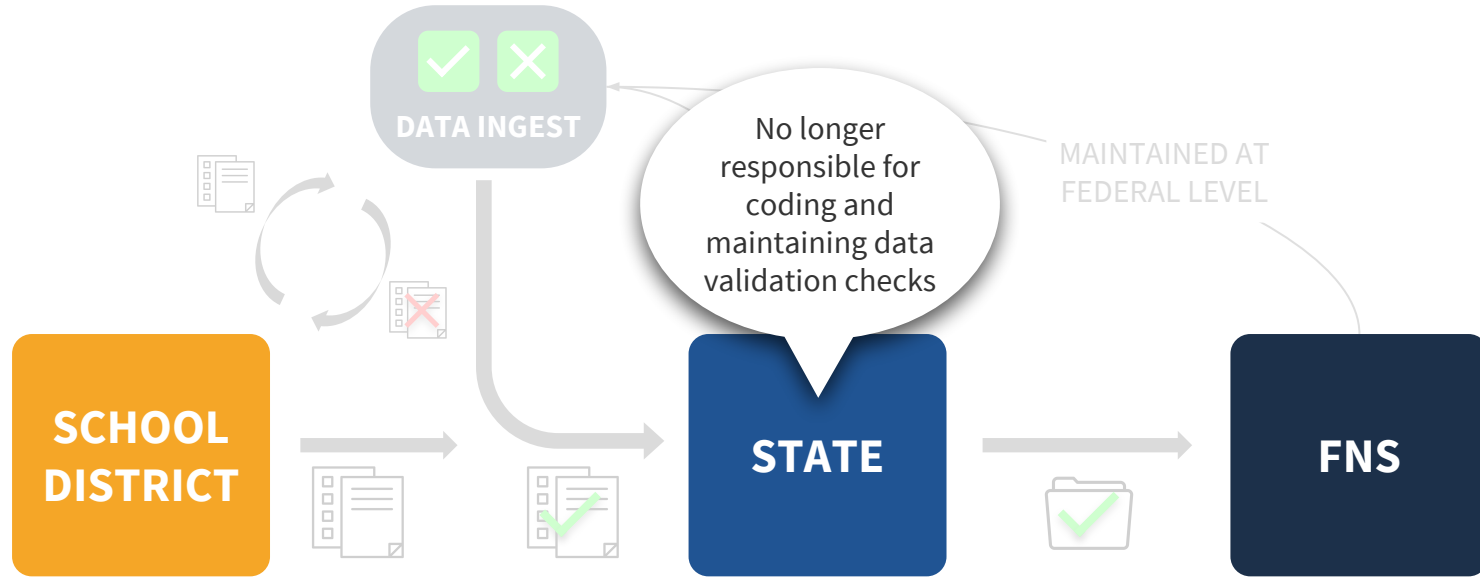 DATA INGEST
No longer
responsible for
coding and
maintaining data
validation checks
MAINTAINED AT
FEDERAL LEVEL
SCHOOL
DISTRICT
STATE
FNS